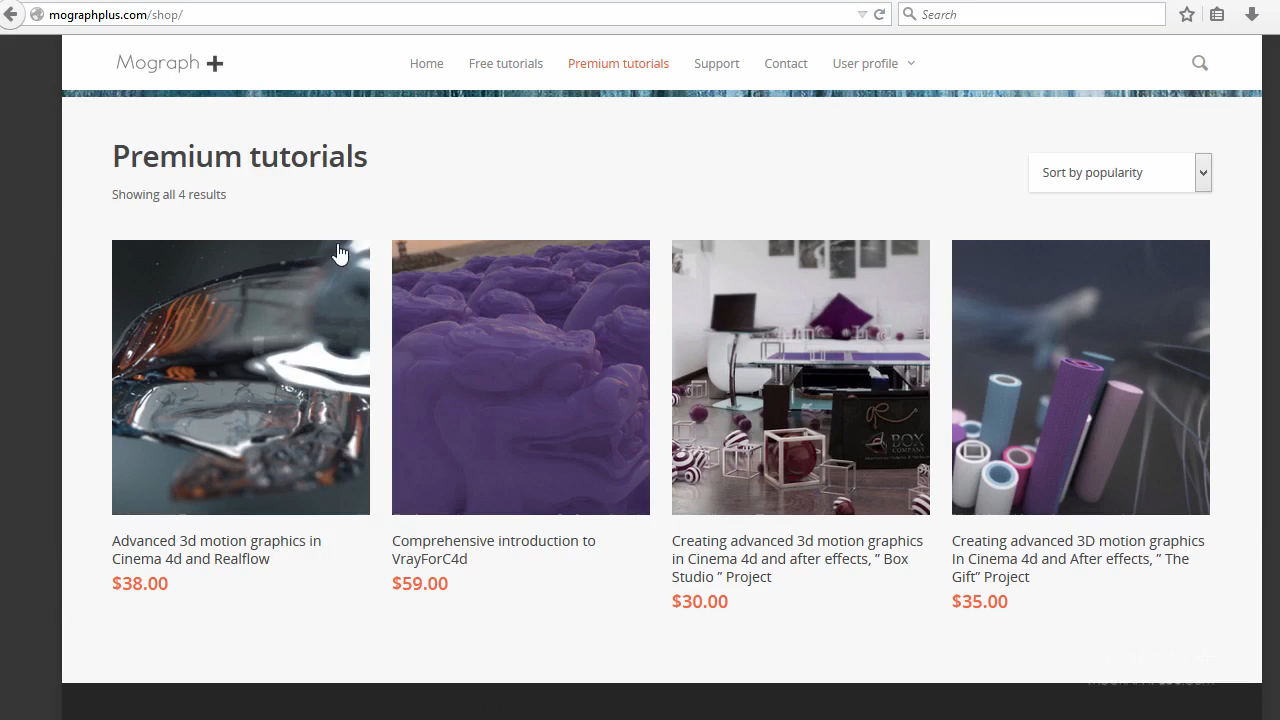 mographplus.com/shop/
Search
Mograph +
Home
Free tutorials
Premium tutorials
Support
Contact
User profile
Premium tutorials
Showing all 4 results
Sort by popularity
BOX
COMPANY
Advanced 3d motion graphics in
Cinema 4d and Realflow
$38.00
Comprehensive introduction to
VrayForC4d
$59.00
Creating advanced 3d motion graphics
in Cinema 4d and after effects, ” Box
Studio ” Project
$30.00
Creating advanced 3D motion graphics
In Cinema 4d and After effects, ” The
Gift” Project
$35.00